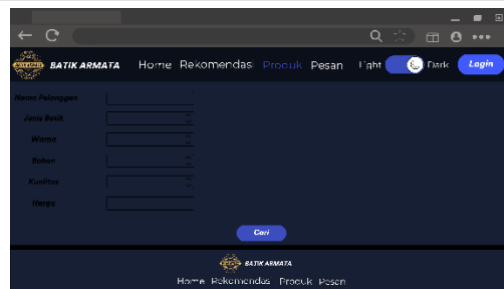 BATIK ARMATA Home Rekomendasi Produk Pesan Light Dark Login
Nama Pelanggan
Jenis Batik
Warna
Bahan
Kualitas
Harga
Cari
BATIK ARMATA
Home Rekomendasi Produk Pesan